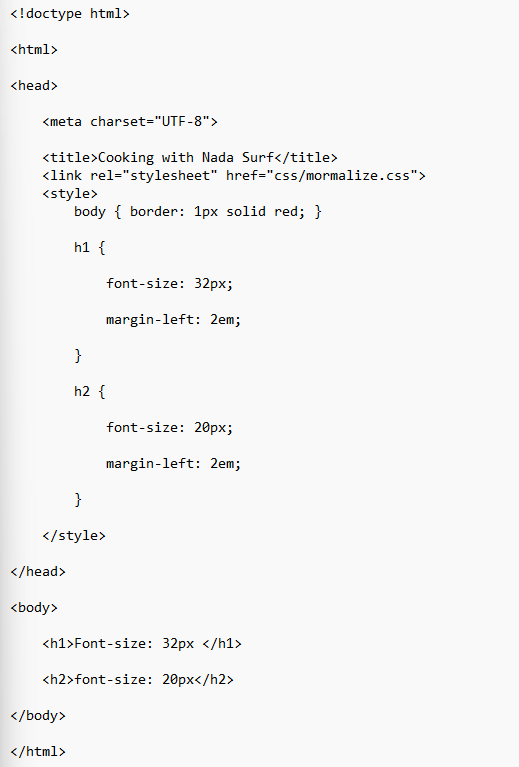 <!doctype html>
<html>
<head>
<meta charset="UTF-8">
<title>Cooking with Nada Surf</title>
<link rel="stylesheet" href="css/mormalize.css">
<style>
body { border: 1px solid red; }
h1 {
font-size: 32px;
margin-left: 2em;
}
h2 {
font-size: 20px;
margin-left: 2em;
}
</style>
</head>
<body>
<h1>Font-size: 32px </h1>
<h2>font-size: 20px</h2>
</body>
</html>